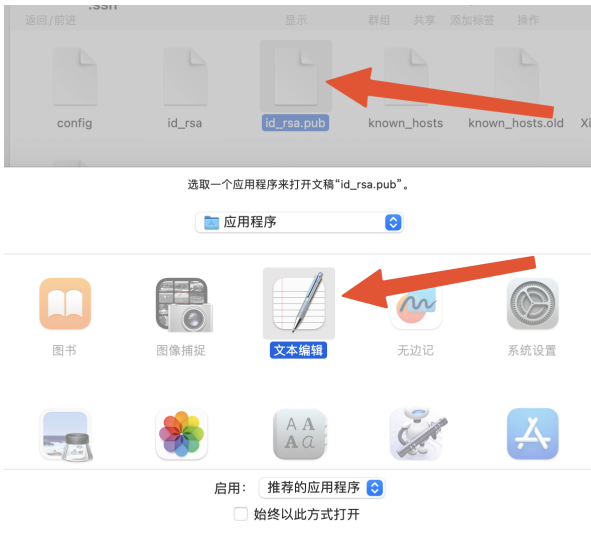 .ssh
返回/前进 显示 群组 共享 添加标签 操作
config id_rsa id_rsa.pub known_hosts known_hosts.old Xi
选取一个应用程序来打开文稿“id_rsa.pub”。
应用程序
图书 图像捕捉 文本编辑 无边记 系统设置
A A
A a
启用: 推荐的应用程序
始终以此方式打开